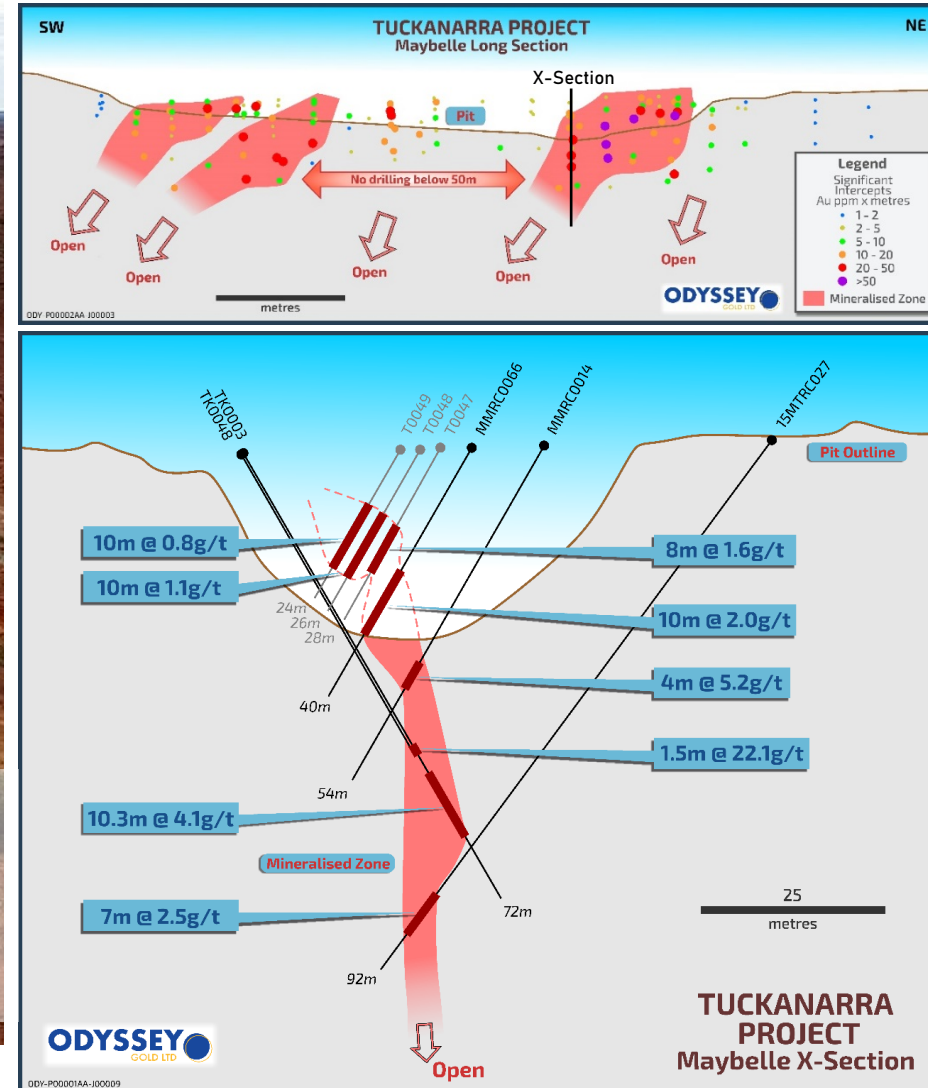 SW
TUCKANARRA PROJECT
NE
Maybelle Long Section
X-Section
Pit
No drilling below 50m
Open
Open
Open
Open
Open
metres
Legend
Significant
Intercepts
Au ppm x metres
1 - 2
2 - 5
5 - 10
10 - 20
20 - 50
>50
Mineralised Zone
ODYSSEY
GOLD LTD
ODY-P00002AA-J00003
TK0003
TK0048
T0049
T0048
T0047
MMRC0066
MMRC0014
15MTRC027
Pit Outline
10m @ 0.8g/t
8m @ 1.6g/t
10m @ 1.1g/t
24m
26m
28m
10m @ 2.0g/t
4m @ 5.2g/t
40m
1.5m @ 22.1g/t
54m
10.3m @ 4.1g/t
Mineralised Zone
7m @ 2.5g/t
72m
25
metres
92m
TUCKANARRA
PROJECT
Maybelle X-Section
ODYSSEY
GOLD LTD
Open
ODY-P00001AA-J00009